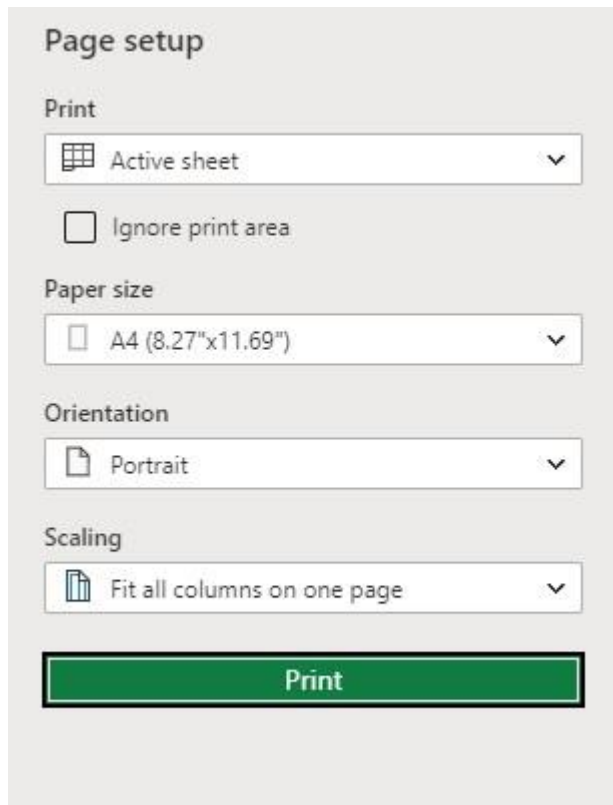 Page setup
Print
Active sheet
Ignore print area
Paper size
A4 (8.27"x11.69")
Orientation
Portrait
Scaling
Fit all columns on one page
Print